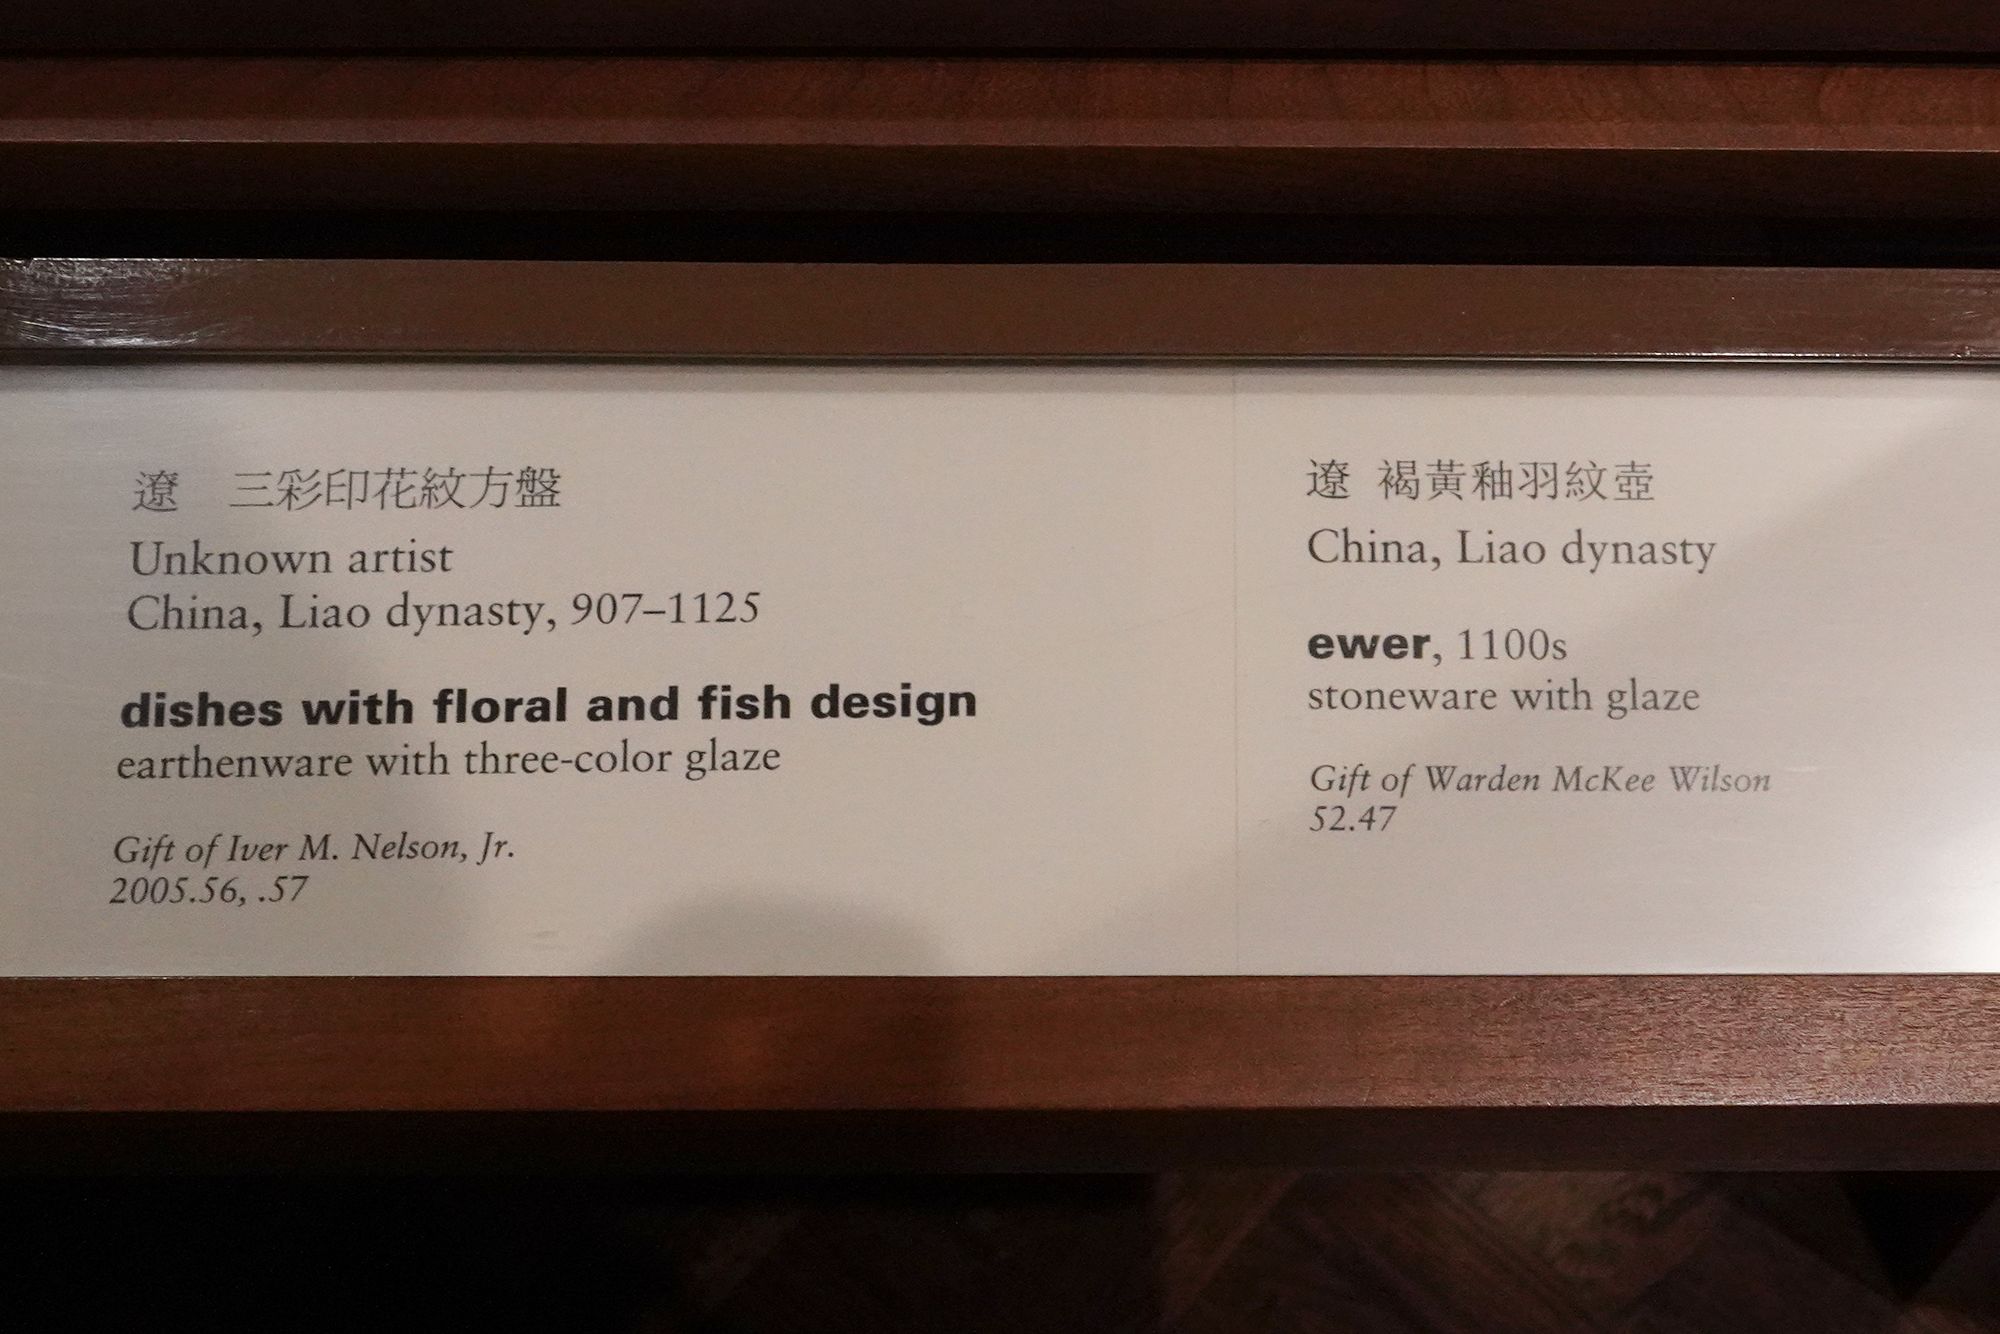 遼　三彩印花紋方盤
Unknown artist
China, Liao dynasty, 907–1125
dishes with floral and fish design
earthenware with three-color glaze
Gift of Iver M. Nelson, Jr.
2005.56, .57
遼 褐黃釉羽紋壺
China, Liao dynasty
ewer, 1100s
stoneware with glaze
Gift of Warden McKee Wilson
52.47